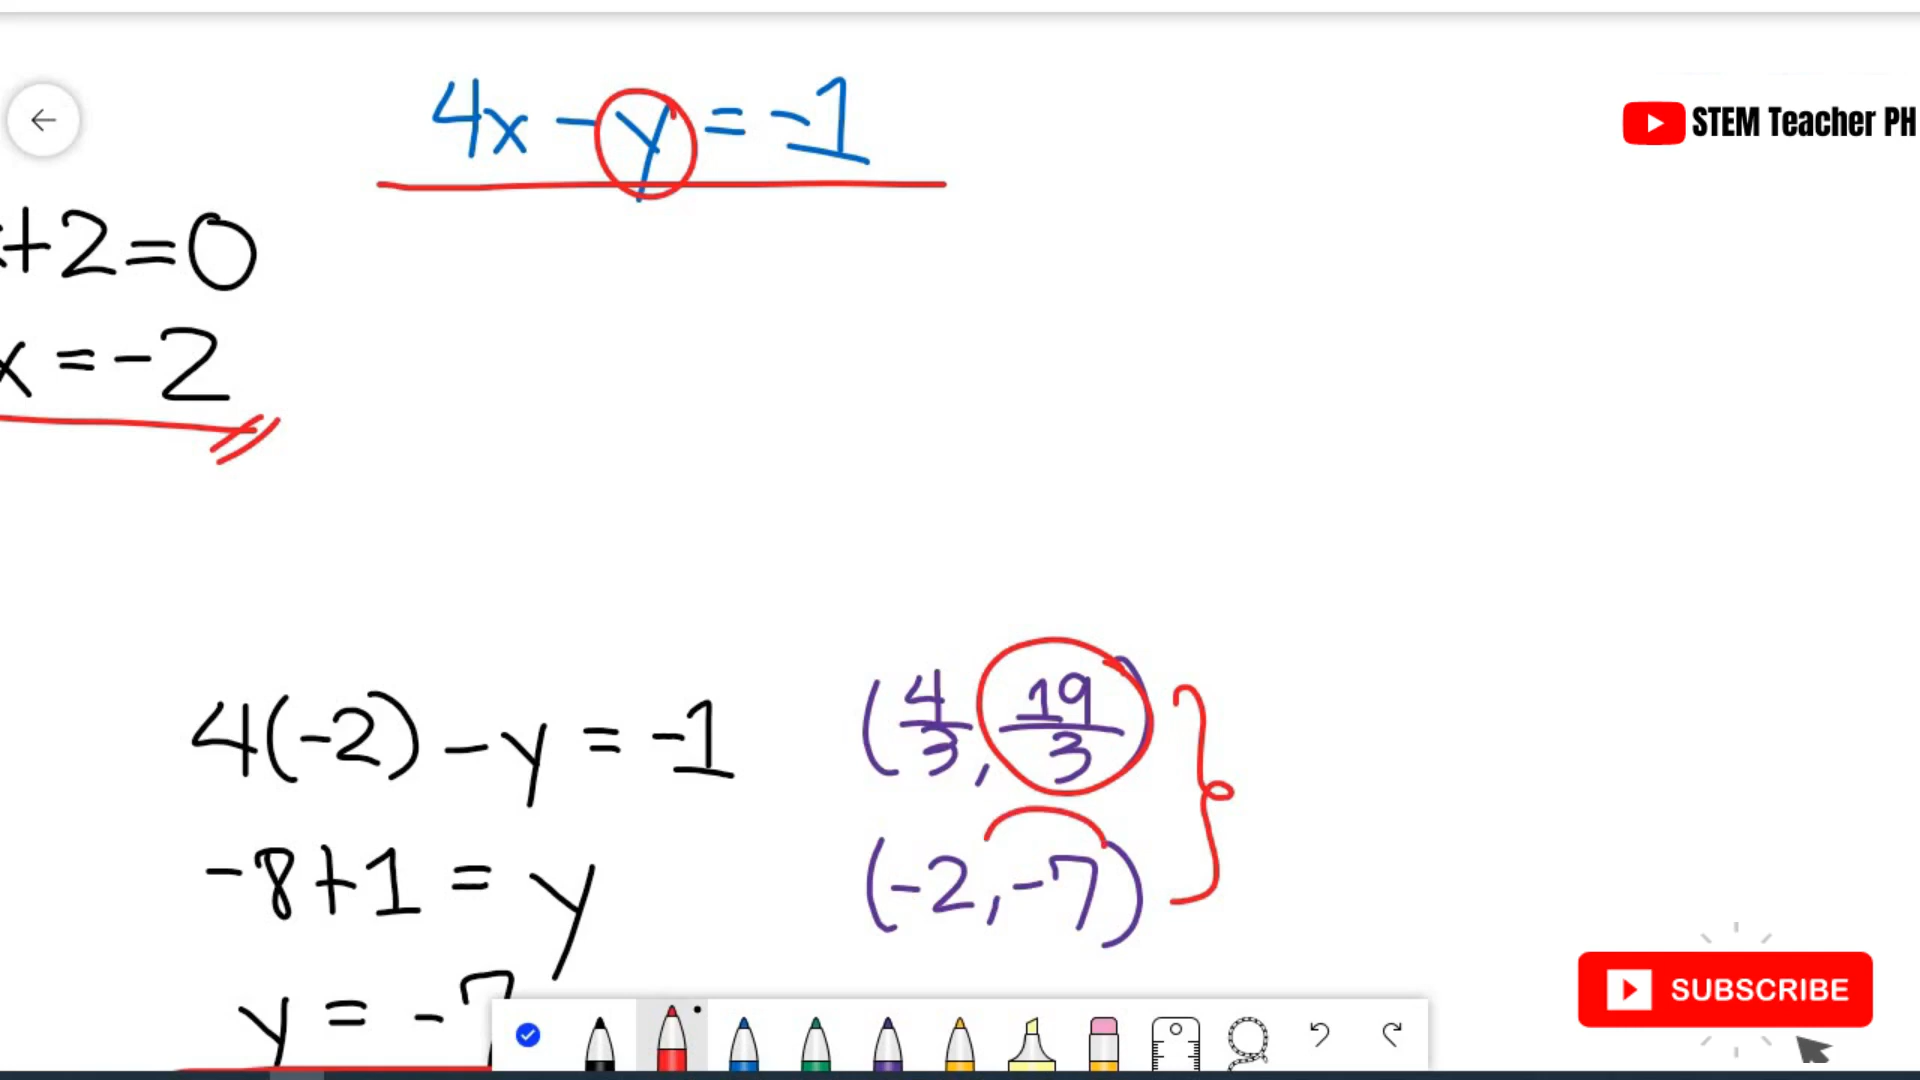 4x - y = -1
STEM Teacher PH
+2=0
x = -2
4(-2) - y = -1
(4/3, 19/3)
-8+1 = y
(-2, -7)
y = -7
SUBSCRIBE